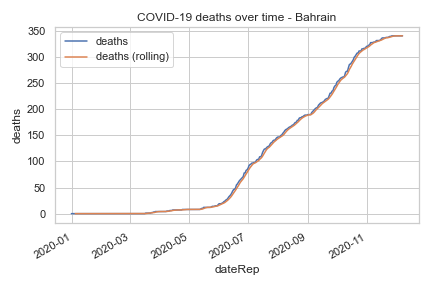 COVID-19 deaths over time - Bahrain
deaths
deaths (rolling)
350
300
250
200
150
100
50
0
deaths
2020-01
2020-03
2020-05
2020-07
2020-09
2020-11
dateRep